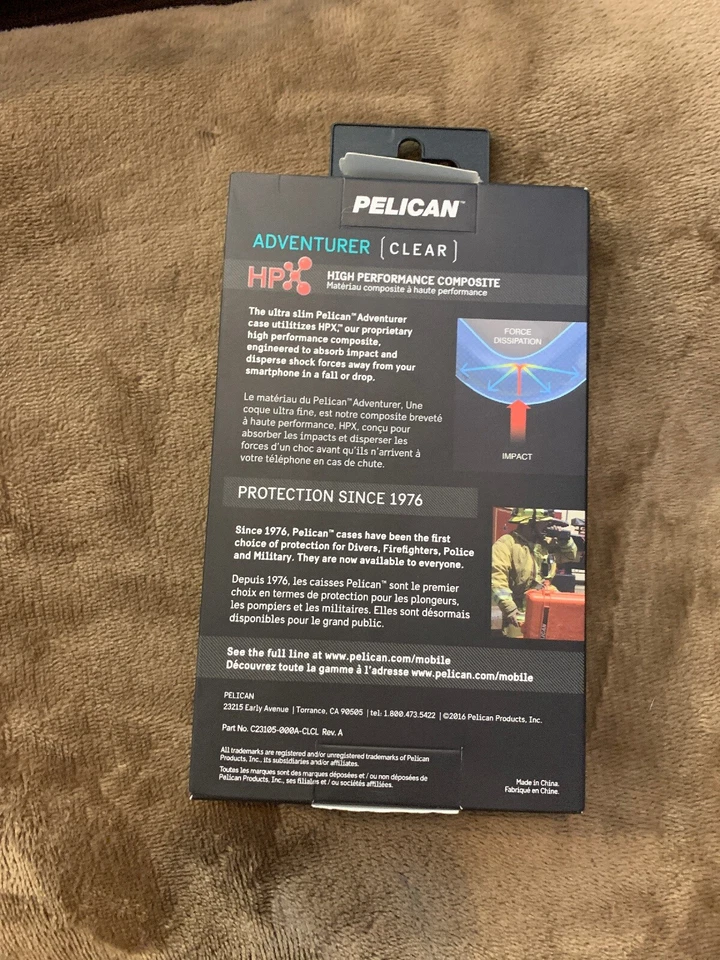 PELICAN™
ADVENTURER [CLEAR]
HPX
HIGH PERFORMANCE COMPOSITE
Matériau composite à haute performance
The ultra slim Pelican™ Adventurer
case utilitizes HPX,™ our proprietary
high performance composite,
engineered to absorb impact and
disperse shock forces away from your
smartphone in a fall or drop.
FORCE
DISSIPATION
IMPACT
Le matériau du Pelican™ Adventurer, Une
coque ultra fine, est notre composite breveté
à haute performance, HPX, conçu pour
absorber les impacts et disperser les
forces d'un choc avant qu'ils n'arrivent à
votre téléphone en cas de chute.
PROTECTION SINCE 1976
Since 1976, Pelican™ cases have been the first
choice of protection for Divers, Firefighters, Police
and Military. They are now available to everyone.
Depuis 1976, les caisses Pelican™ sont le premier
choix en termes de protection pour les plongeurs,
les pompiers et les militaires. Elles sont désormais
disponibles pour le grand public.
See the full line at www.pelican.com/mobile
Découvrez toute la gamme à l'adresse www.pelican.com/mobile
PELICAN
23215 Early Avenue | Torrance, CA 90505 | tel: 1.800.473.5422 | ©2016 Pelican Products, Inc.
Part No. C23105-000A-CLCL Rev. A
All trademarks are registered and/or unregistered trademarks of Pelican
Products, Inc., its subsidiaries and/or affiliates.
Toutes les marques sont des marques déposées et / ou non déposées de
Pelican Products, Inc., ses filiales et / ou sociétés affiliées.
Made in China.
Fabriqué en Chine.